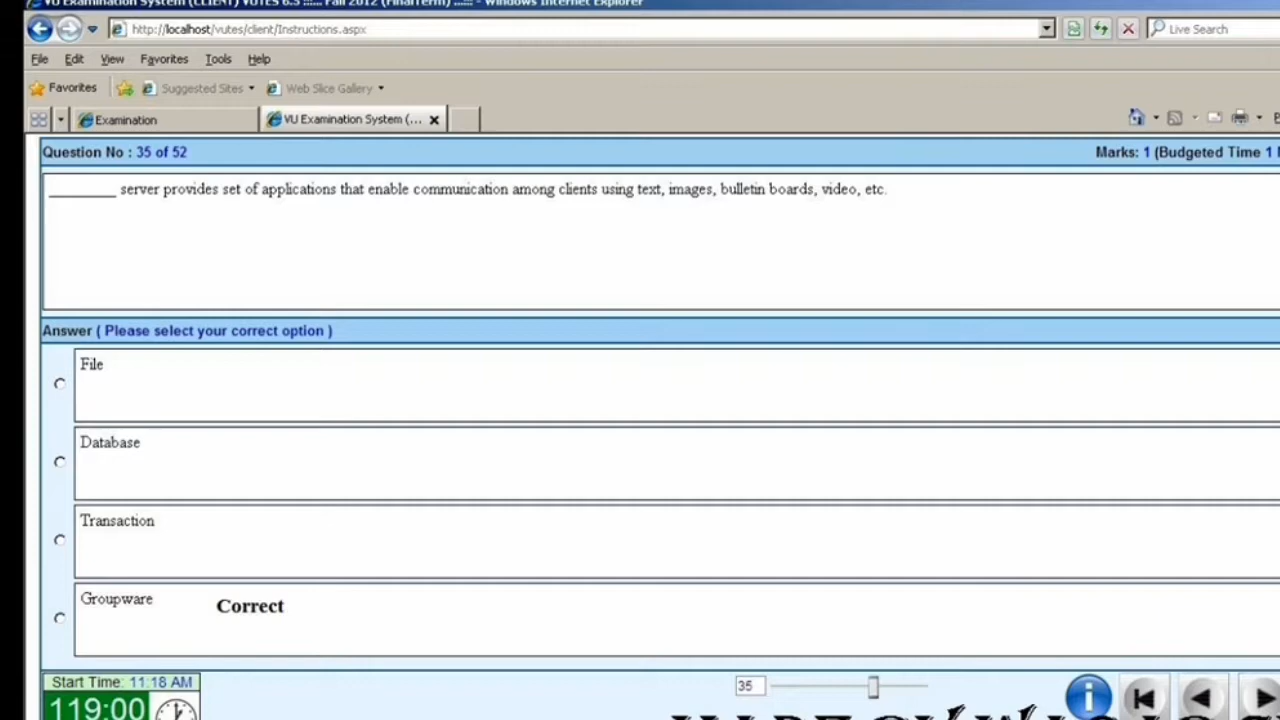 VU Examination System (CLIENT) VUTES 6.3 ::.... Fall 2012 (FinalTerm) ....:: - Windows Internet Explorer
http://localhost/vutes/client/Instructions.aspx
Live Search
File Edit View Favorites Tools Help
Favorites Suggested Sites Web Slice Gallery
Examination VU Examination System (...
Question No : 35 of 52 Marks: 1 (Budgeted Time 1
________ server provides set of applications that enable communication among clients using text, images, bulletin boards, video, etc.
Answer ( Please select your correct option )
File
Database
Transaction
Groupware Correct
Start Time: 11:18 AM
35
119:00